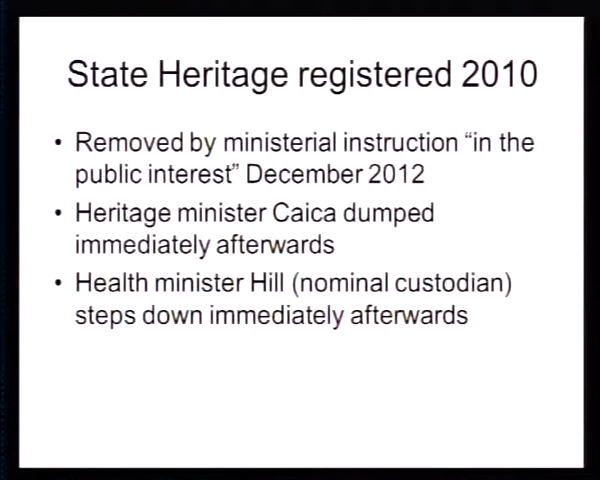 State Heritage registered 2010
• Removed by ministerial instruction “in the
public interest” December 2012
• Heritage minister Caica dumped
immediately afterwards
• Health minister Hill (nominal custodian)
steps down immediately afterwards